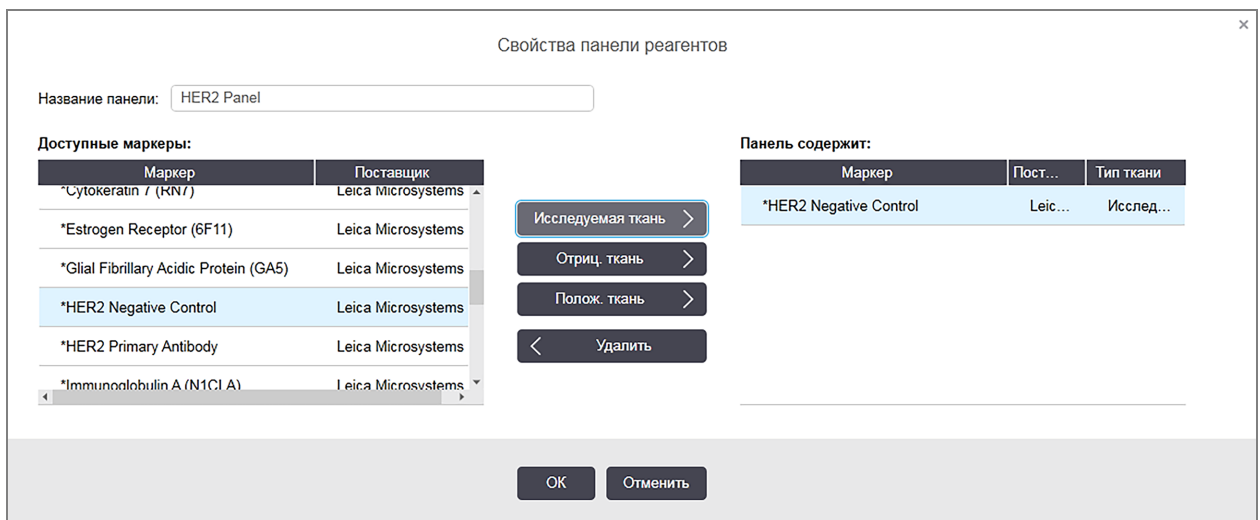 Свойства панели реагентов
Название панели: HER2 Panel
Доступные маркеры:
Маркер Поставщик
*Cytokeratin 7 (RN7) Leica Microsystems
*Estrogen Receptor (6F11) Leica Microsystems
*Glial Fibrillary Acidic Protein (GA5) Leica Microsystems
*HER2 Negative Control Leica Microsystems
*HER2 Primary Antibody Leica Microsystems
*Immunoglobulin A (N1CLA) Leica Microsystems
Исследуемая ткань
Отриц. ткань
Полож. ткань
Удалить
Панель содержит:
Маркер Пост... Тип ткани
*HER2 Negative Control Leic... Исслед...
ОК Отменить